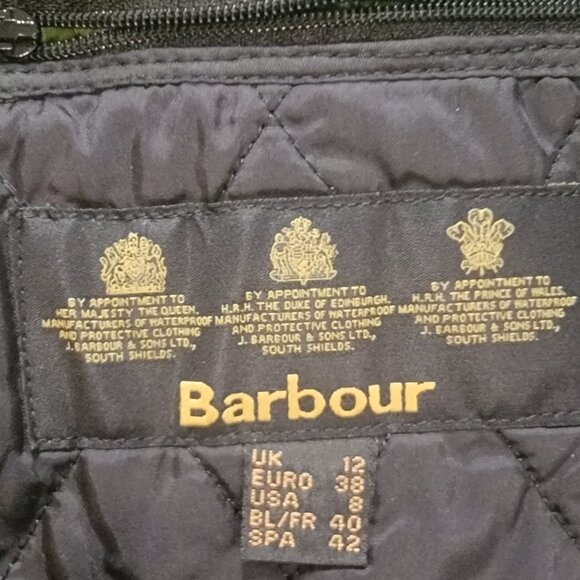 BY APPOINTMENT TO
HER MAJESTY THE QUEEN.
MANUFACTURERS OF WATERPROOF
AND PROTECTIVE CLOTHING
J. BARBOUR & SONS LTD.,
SOUTH SHIELDS.
BY APPOINTMENT TO
H.R.H. THE DUKE OF EDINBURGH.
MANUFACTURERS OF WATERPROOF
AND PROTECTIVE CLOTHING
J. BARBOUR & SONS LTD.,
SOUTH SHIELDS.
BY APPOINTMENT TO
H.R.H. THE PRINCE OF WALES.
MANUFACTURERS OF WATERPROOF
AND PROTECTIVE CLOTHING
J. BARBOUR & SONS LTD.,
SOUTH SHIELDS.
Barbour
UK 12
EURO 38
USA 8
BL/FR 40
SPA 42